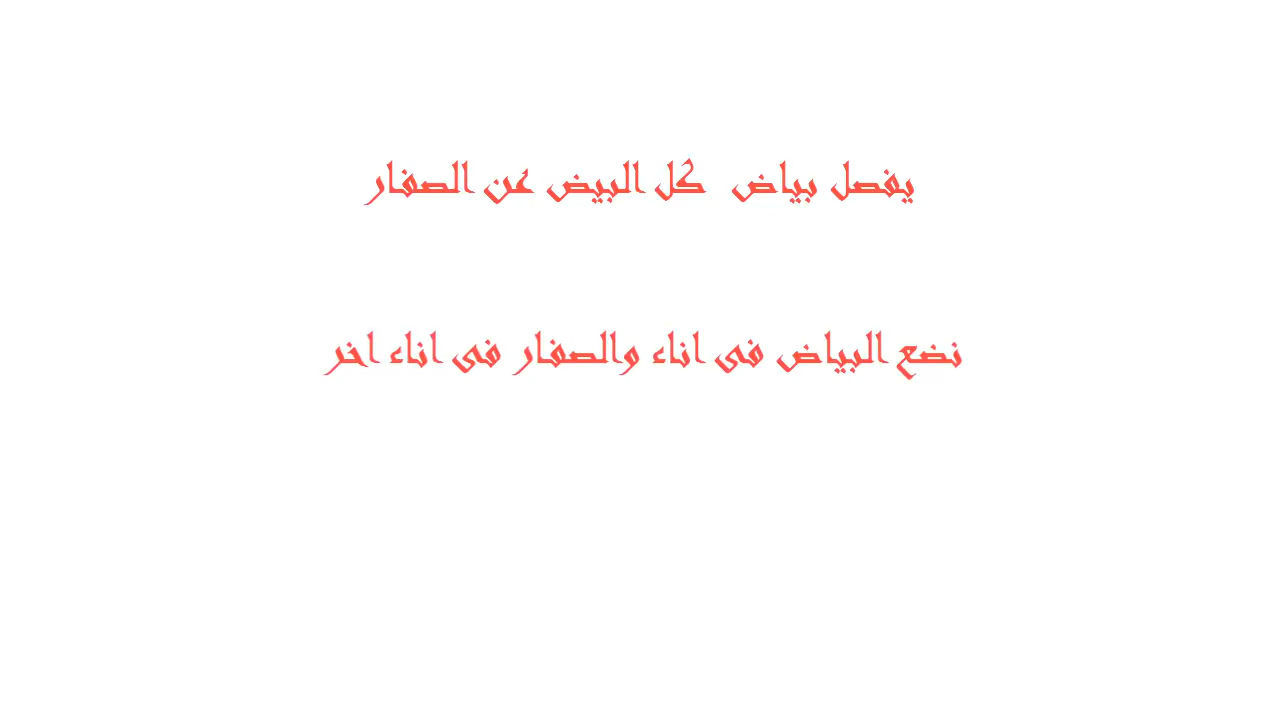 يفصل بياض كل البيض عن الصفار
نضع البياض فى اناء والصفار فى اناء اخر